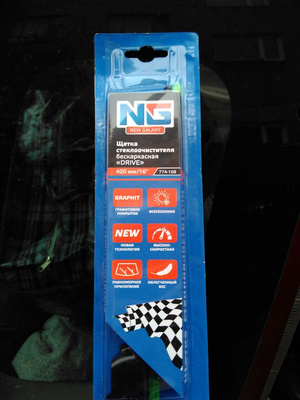 NG
NEW GALAXY
Щетка
стеклоочистителя
бескаркасная
«DRIVE»
400 мм/16" 774-108
GRAPHIT
ГРАФИТОВОЕ
ПОКРЫТИЕ
ВСЕСЕЗОННАЯ
NEW
НОВАЯ
ТЕХНОЛОГИЯ
ВЫСОКО-
СКОРОСТНАЯ
РАВНОМЕРНОЕ
ПРИЛЕГАНИЕ
ОБЛЕГЧЕННЫЙ
ВЕС